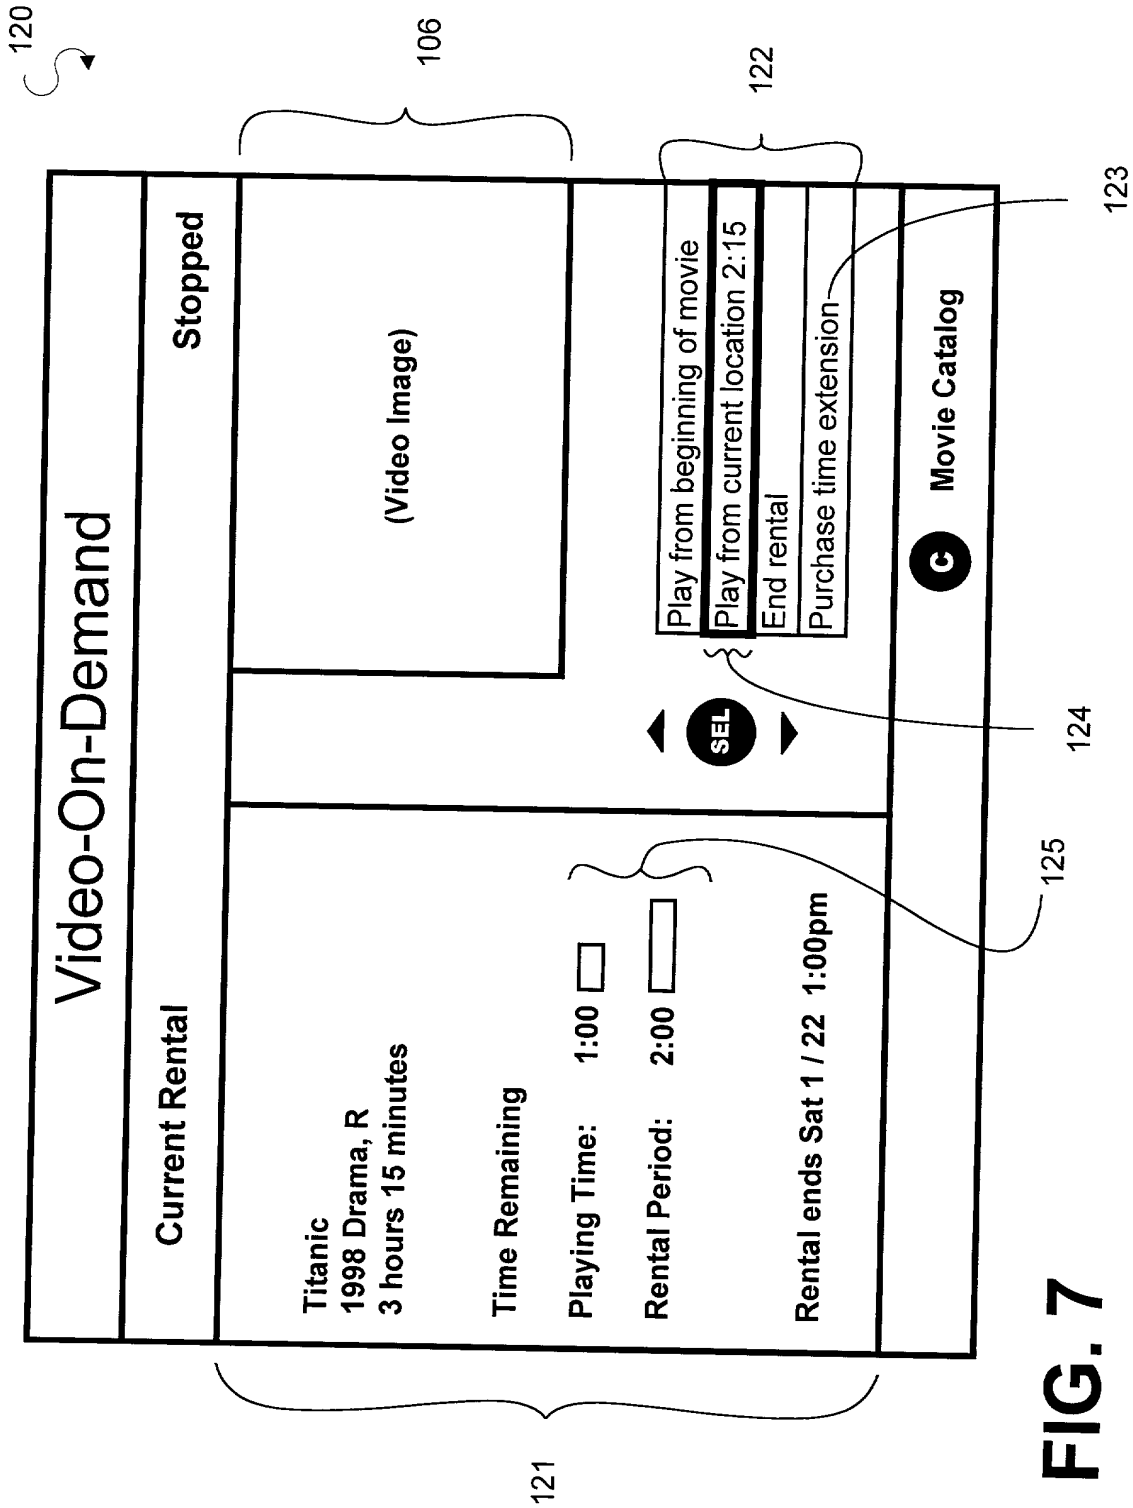 120
Video-On-Demand
Current Rental
Stopped
Titanic
1998 Drama, R
3 hours 15 minutes
Time Remaining
Playing Time: 1:00
Rental Period: 2:00
Rental ends Sat 1 / 22 1:00pm
(Video Image)
SEL
Play from beginning of movie
Play from current location 2:15
End rental
Purchase time extension
C Movie Catalog
106
122
123
124
125
121
FIG. 7